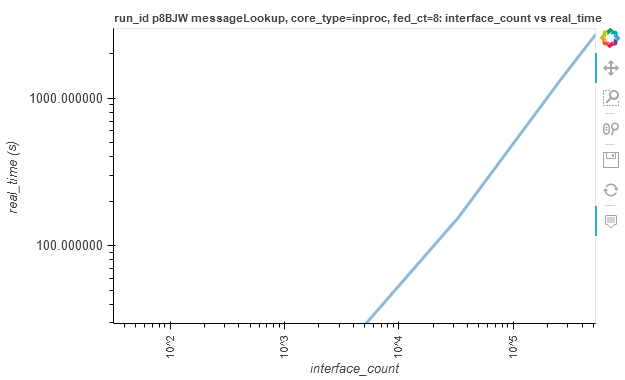 run_id p8BJW messageLookup, core_type=inproc, fed_ct=8: interface_count vs real_time
1000.000000
real_time (s)
100.000000
10^2
10^3
10^4
10^5
interface_count